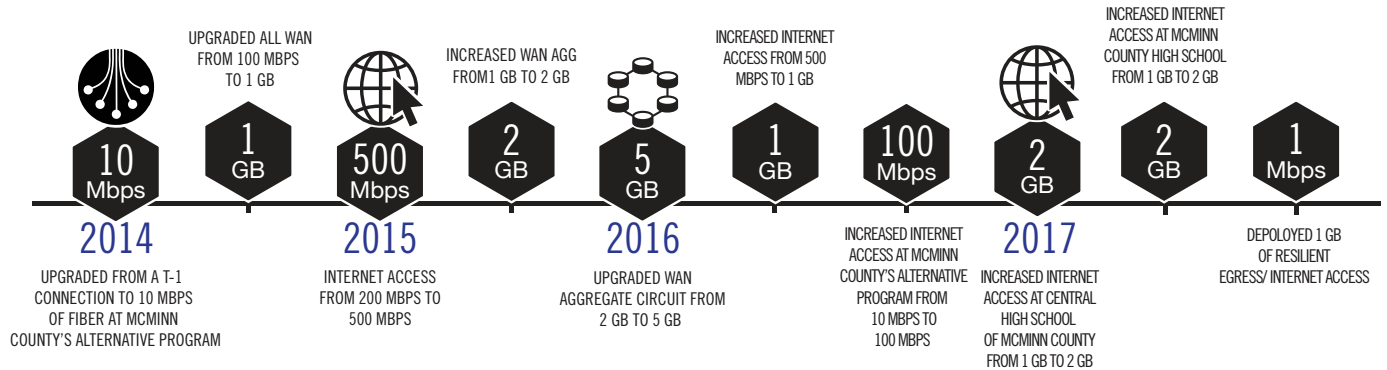 10
Mbps
2014
UPGRADED FROM A T-1
CONNECTION TO 10 MBPS
OF FIBER AT MCMINN
COUNTY'S ALTERNATIVE PROGRAM
UPGRADED ALL WAN
FROM 100 MBPS
TO 1 GB
1
GB
500
Mbps
2015
INTERNET ACCESS
FROM 200 MBPS TO
500 MBPS
INCREASED WAN AGG
FROM1 GB TO 2 GB
2
GB
5
GB
2016
UPGRADED WAN
AGGREGATE CIRCUIT FROM
2 GB TO 5 GB
INCREASED INTERNET
ACCESS FROM 500
MBPS TO 1 GB
1
GB
100
Mbps
INCREASED INTERNET
ACCESS AT MCMINN
COUNTY'S ALTERNATIVE
PROGRAM FROM
10 MBPS TO
100 MBPS
2
GB
2017
INCREASED INTERNET
ACCESS AT CENTRAL
HIGH SCHOOL
OF MCMINN COUNTY
FROM 1 GB TO 2 GB
INCREASED INTERNET
ACCESS AT MCMINN
COUNTY HIGH SCHOOL
FROM 1 GB TO 2 GB
2
GB
1
Mbps
DEPOLOYED 1 GB
OF RESILIENT
EGRESS/ INTERNET ACCESS